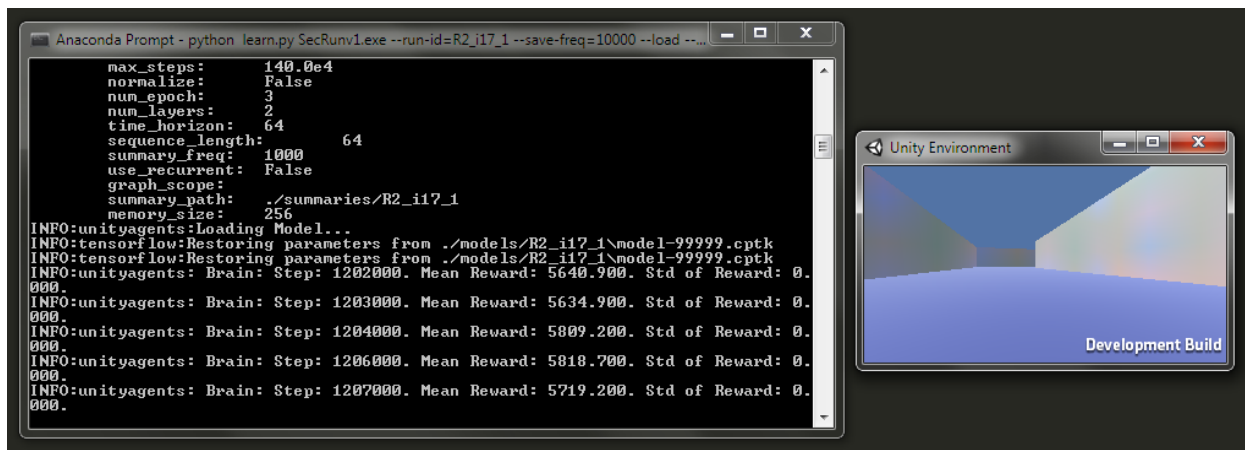 Anaconda Prompt - python learn.py SecRunv1.exe --run-id=R2_i17_1 --save-freq=10000 --load --...
max_steps: 140.0e4
normalize: False
num_epoch: 3
num_layers: 2
time_horizon: 64
sequence_length: 64
summary_freq: 1000
use_recurrent: False
graph_scope:
summary_path: ./summaries/R2_i17_1
memory_size: 256
INFO:unityagents:Loading Model...
INFO:tensorflow:Restoring parameters from ./models/R2_i17_1\model-99999.cptk
INFO:tensorflow:Restoring parameters from ./models/R2_i17_1\model-99999.cptk
INFO:unityagents: Brain: Step: 1202000. Mean Reward: 5640.900. Std of Reward: 0.
000.
INFO:unityagents: Brain: Step: 1203000. Mean Reward: 5634.900. Std of Reward: 0.
000.
INFO:unityagents: Brain: Step: 1204000. Mean Reward: 5809.200. Std of Reward: 0.
000.
INFO:unityagents: Brain: Step: 1206000. Mean Reward: 5818.700. Std of Reward: 0.
000.
INFO:unityagents: Brain: Step: 1207000. Mean Reward: 5719.200. Std of Reward: 0.
000.
Unity Environment
Development Build